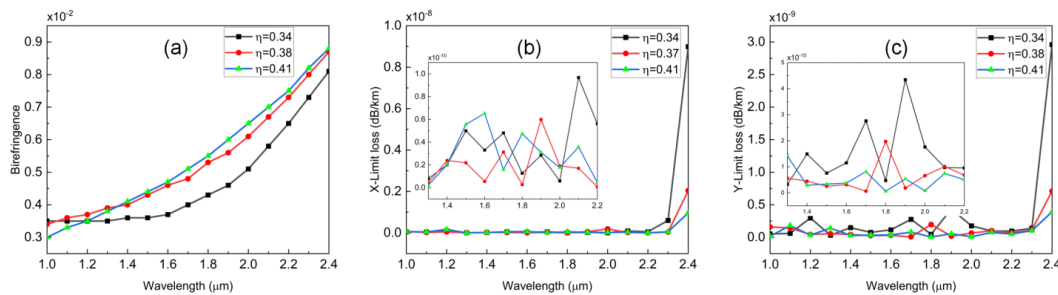 x10⁻²
(a)
η=0.34
η=0.38
η=0.41
0.9
0.8
0.7
0.6
0.5
0.4
0.3
Birefringence
1.0 1.2 1.4 1.6 1.8 2.0 2.2 2.4
Wavelength (μm)
x10⁻⁸
(b)
η=0.34
η=0.37
η=0.41
1.0
0.8
0.6
0.4
0.2
0.0
X-Limit loss (dB/km)
x10⁻¹⁰
1.0
0.8
0.6
0.4
0.2
0.0
1.4 1.6 1.8 2.0 2.2
1.0 1.2 1.4 1.6 1.8 2.0 2.2 2.4
Wavelength (μm)
x10⁻⁹
(c)
η=0.34
η=0.38
η=0.41
3.0
2.5
2.0
1.5
1.0
0.5
0.0
Y-Limit loss (dB/km)
x10⁻¹⁰
5
4
3
2
1
0
1.4 1.6 1.8 2.0 2.2
1.0 1.2 1.4 1.6 1.8 2.0 2.2 2.4
Wavelength (μm)